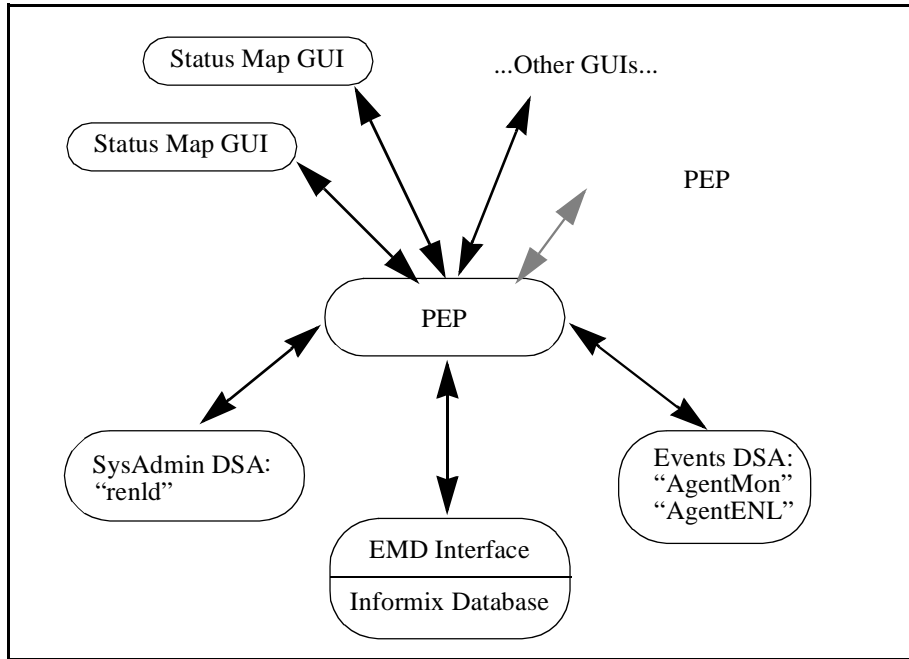 Status Map GUI
...Other GUIs...
Status Map GUI
PEP
PEP
SysAdmin DSA:
“renld”
Events DSA:
“AgentMon”
“AgentENL”
EMD Interface
Informix Database